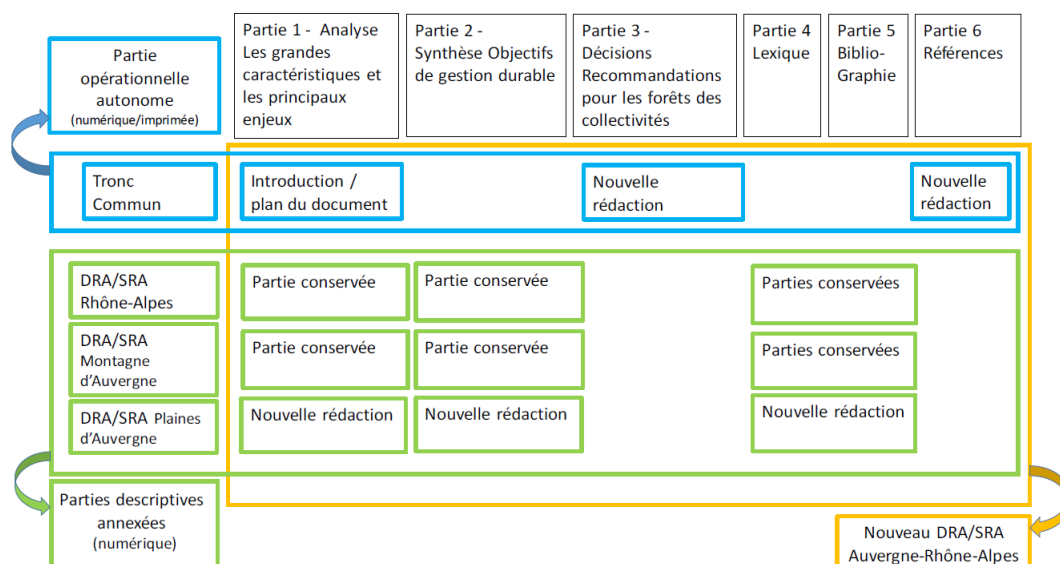 Partie
opérationnelle
autonome
(numérique/imprimée)
Partie 1 - Analyse
Les grandes
caractéristiques et
les principaux
enjeux
Partie 2 -
Synthèse Objectifs
de gestion durable
Partie 3 -
Décisions
Recommandations
pour les forêts des
collectivités
Partie 4
Lexique
Partie 5
Biblio-
Graphie
Partie 6
Références
Tronc
Commun
Introduction /
plan du document
Nouvelle
rédaction
Nouvelle
rédaction
DRA/SRA
Rhône-Alpes
Partie conservée
Partie conservée
Parties conservées
DRA/SRA
Montagne
d'Auvergne
Partie conservée
Partie conservée
Parties conservées
DRA/SRA Plaines
d'Auvergne
Nouvelle rédaction
Nouvelle rédaction
Nouvelle rédaction
Parties descriptives
annexées
(numérique)
Nouveau DRA/SRA
Auvergne-Rhône-Alpes